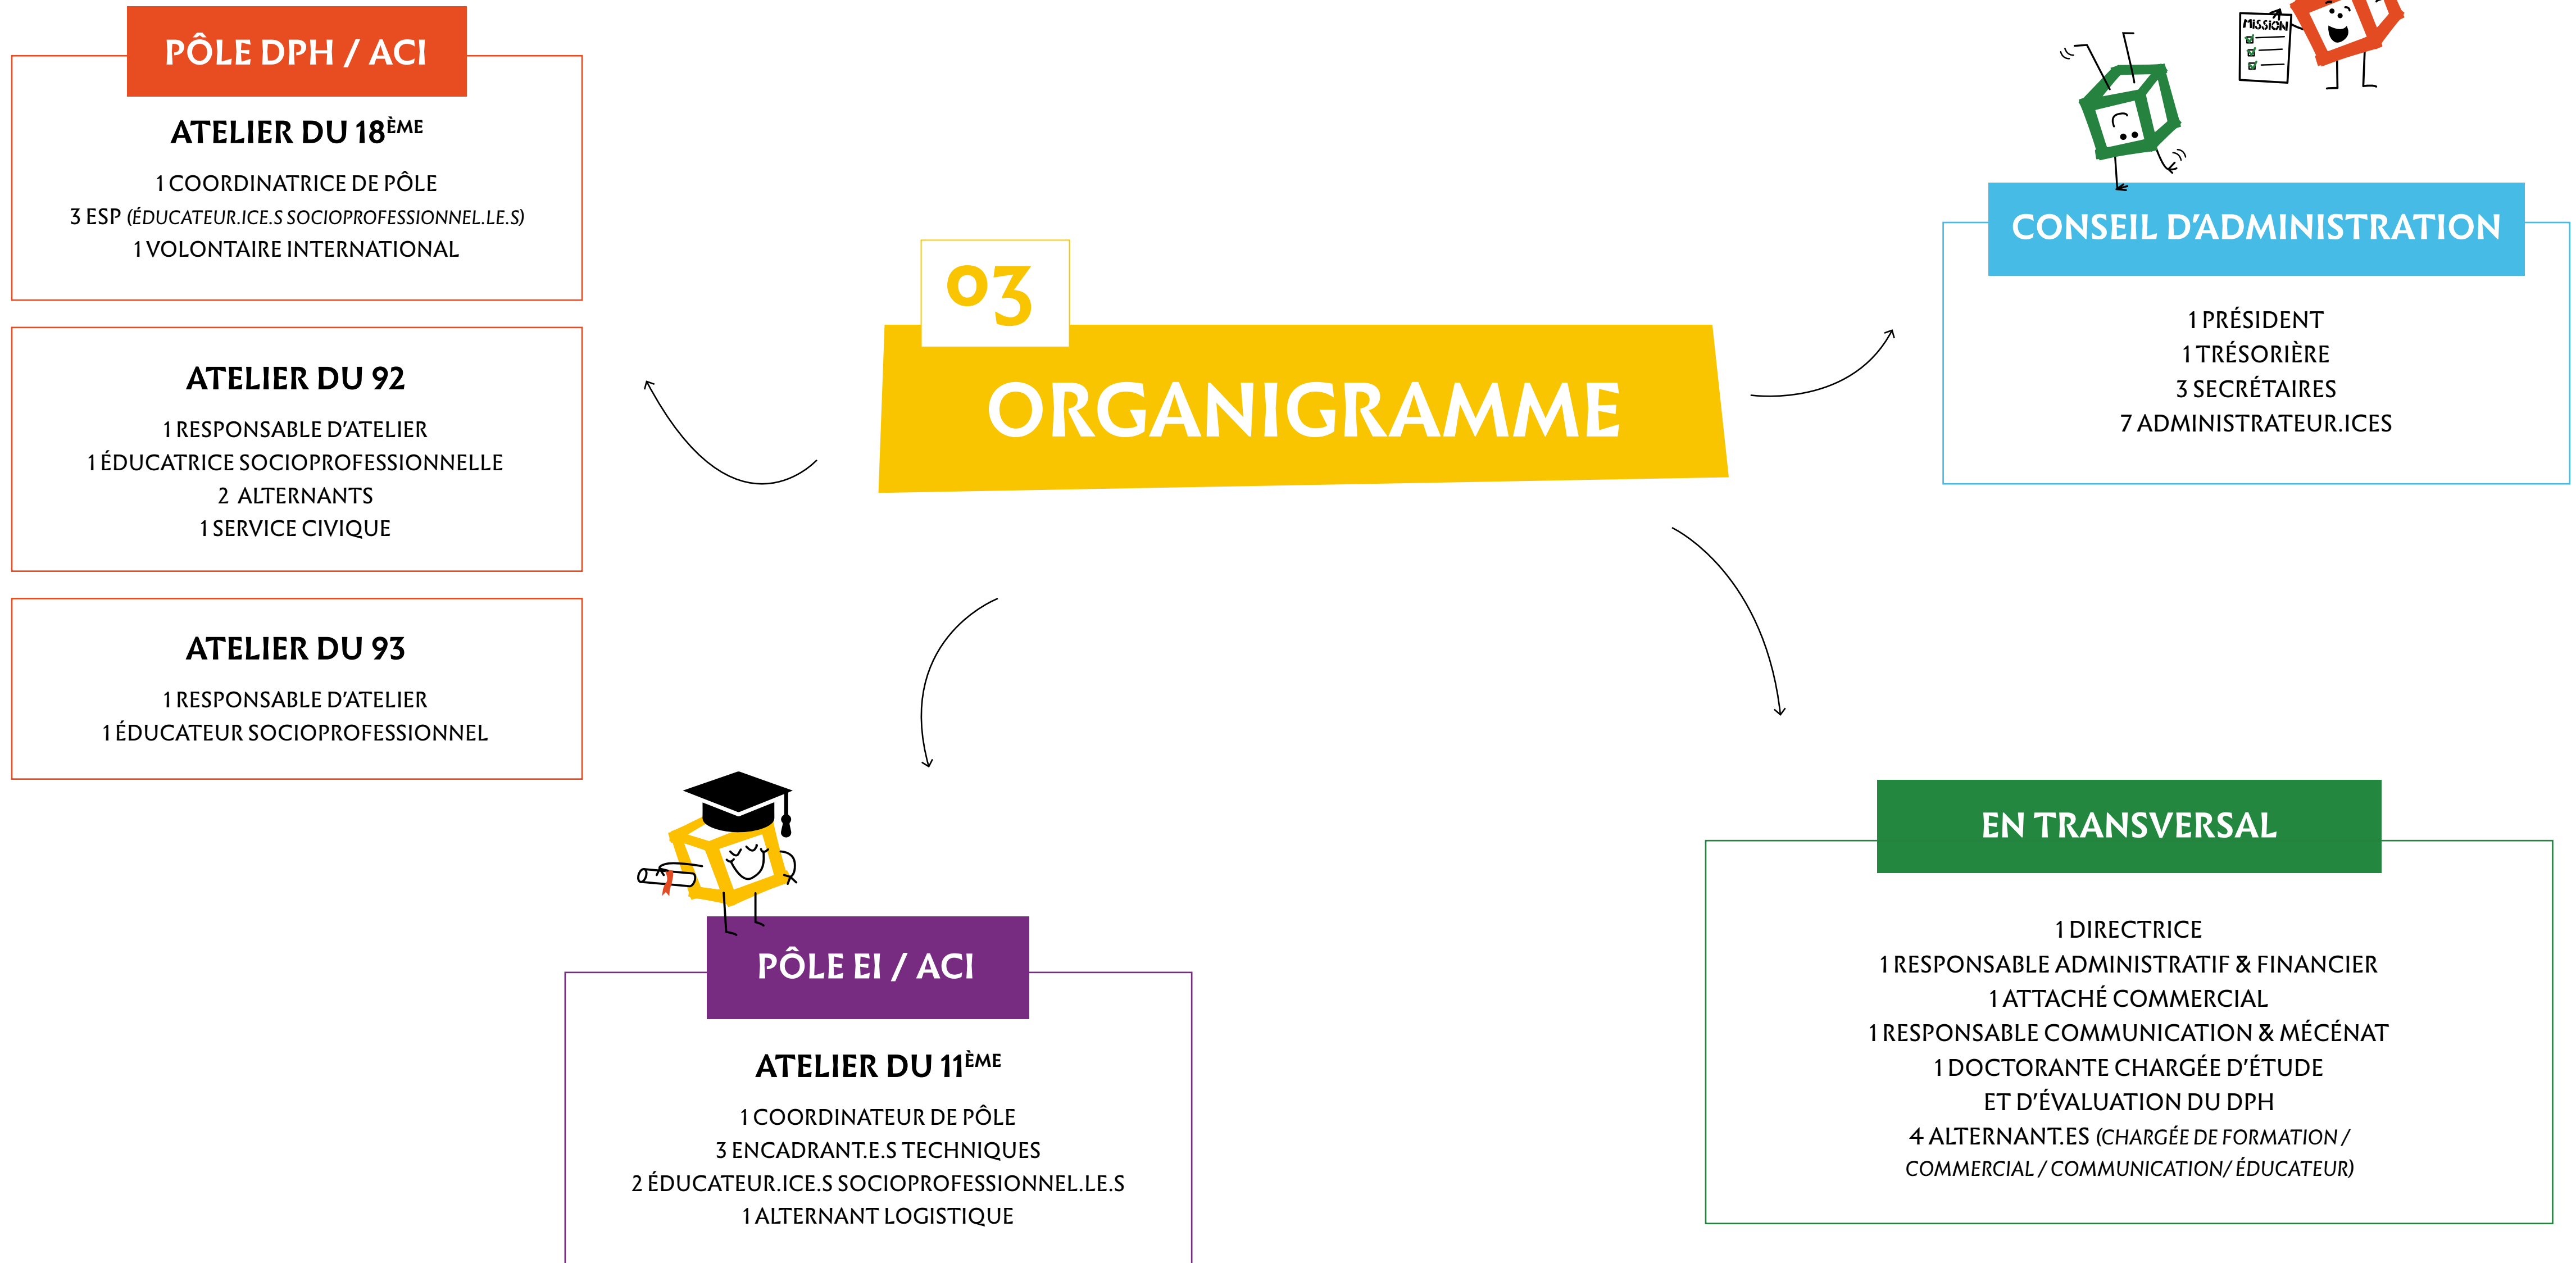 PÔLE DPH / ACI
ATELIER DU 18ÈME
1 COORDINATRICE DE PÔLE
3 ESP (ÉDUCATEUR.ICE.S SOCIOPROFESSIONNEL.LE.S)
1 VOLONTAIRE INTERNATIONAL
ATELIER DU 92
1 RESPONSABLE D'ATELIER
1 ÉDUCATRICE SOCIOPROFESSIONNELLE
2 ALTERNANTS
1 SERVICE CIVIQUE
ATELIER DU 93
1 RESPONSABLE D'ATELIER
1 ÉDUCATEUR SOCIOPROFESSIONNEL
03
ORGANIGRAMME
MISSION
CONSEIL D'ADMINISTRATION
1 PRÉSIDENT
1 TRÉSORIÈRE
3 SECRÉTAIRES
7 ADMINISTRATEUR.ICES
PÔLE EI / ACI
ATELIER DU 11ÈME
1 COORDINATEUR DE PÔLE
3 ENCADRANT.E.S TECHNIQUES
2 ÉDUCATEUR.ICE.S SOCIOPROFESSIONNEL.LE.S
1 ALTERNANT LOGISTIQUE
EN TRANSVERSAL
1 DIRECTRICE
1 RESPONSABLE ADMINISTRATIF & FINANCIER
1 ATTACHÉ COMMERCIAL
1 RESPONSABLE COMMUNICATION & MÉCÉNAT
1 DOCTORANTE CHARGÉE D'ÉTUDE
ET D'ÉVALUATION DU DPH
4 ALTERNANT.ES (CHARGÉE DE FORMATION /
COMMERCIAL / COMMUNICATION/ ÉDUCATEUR)